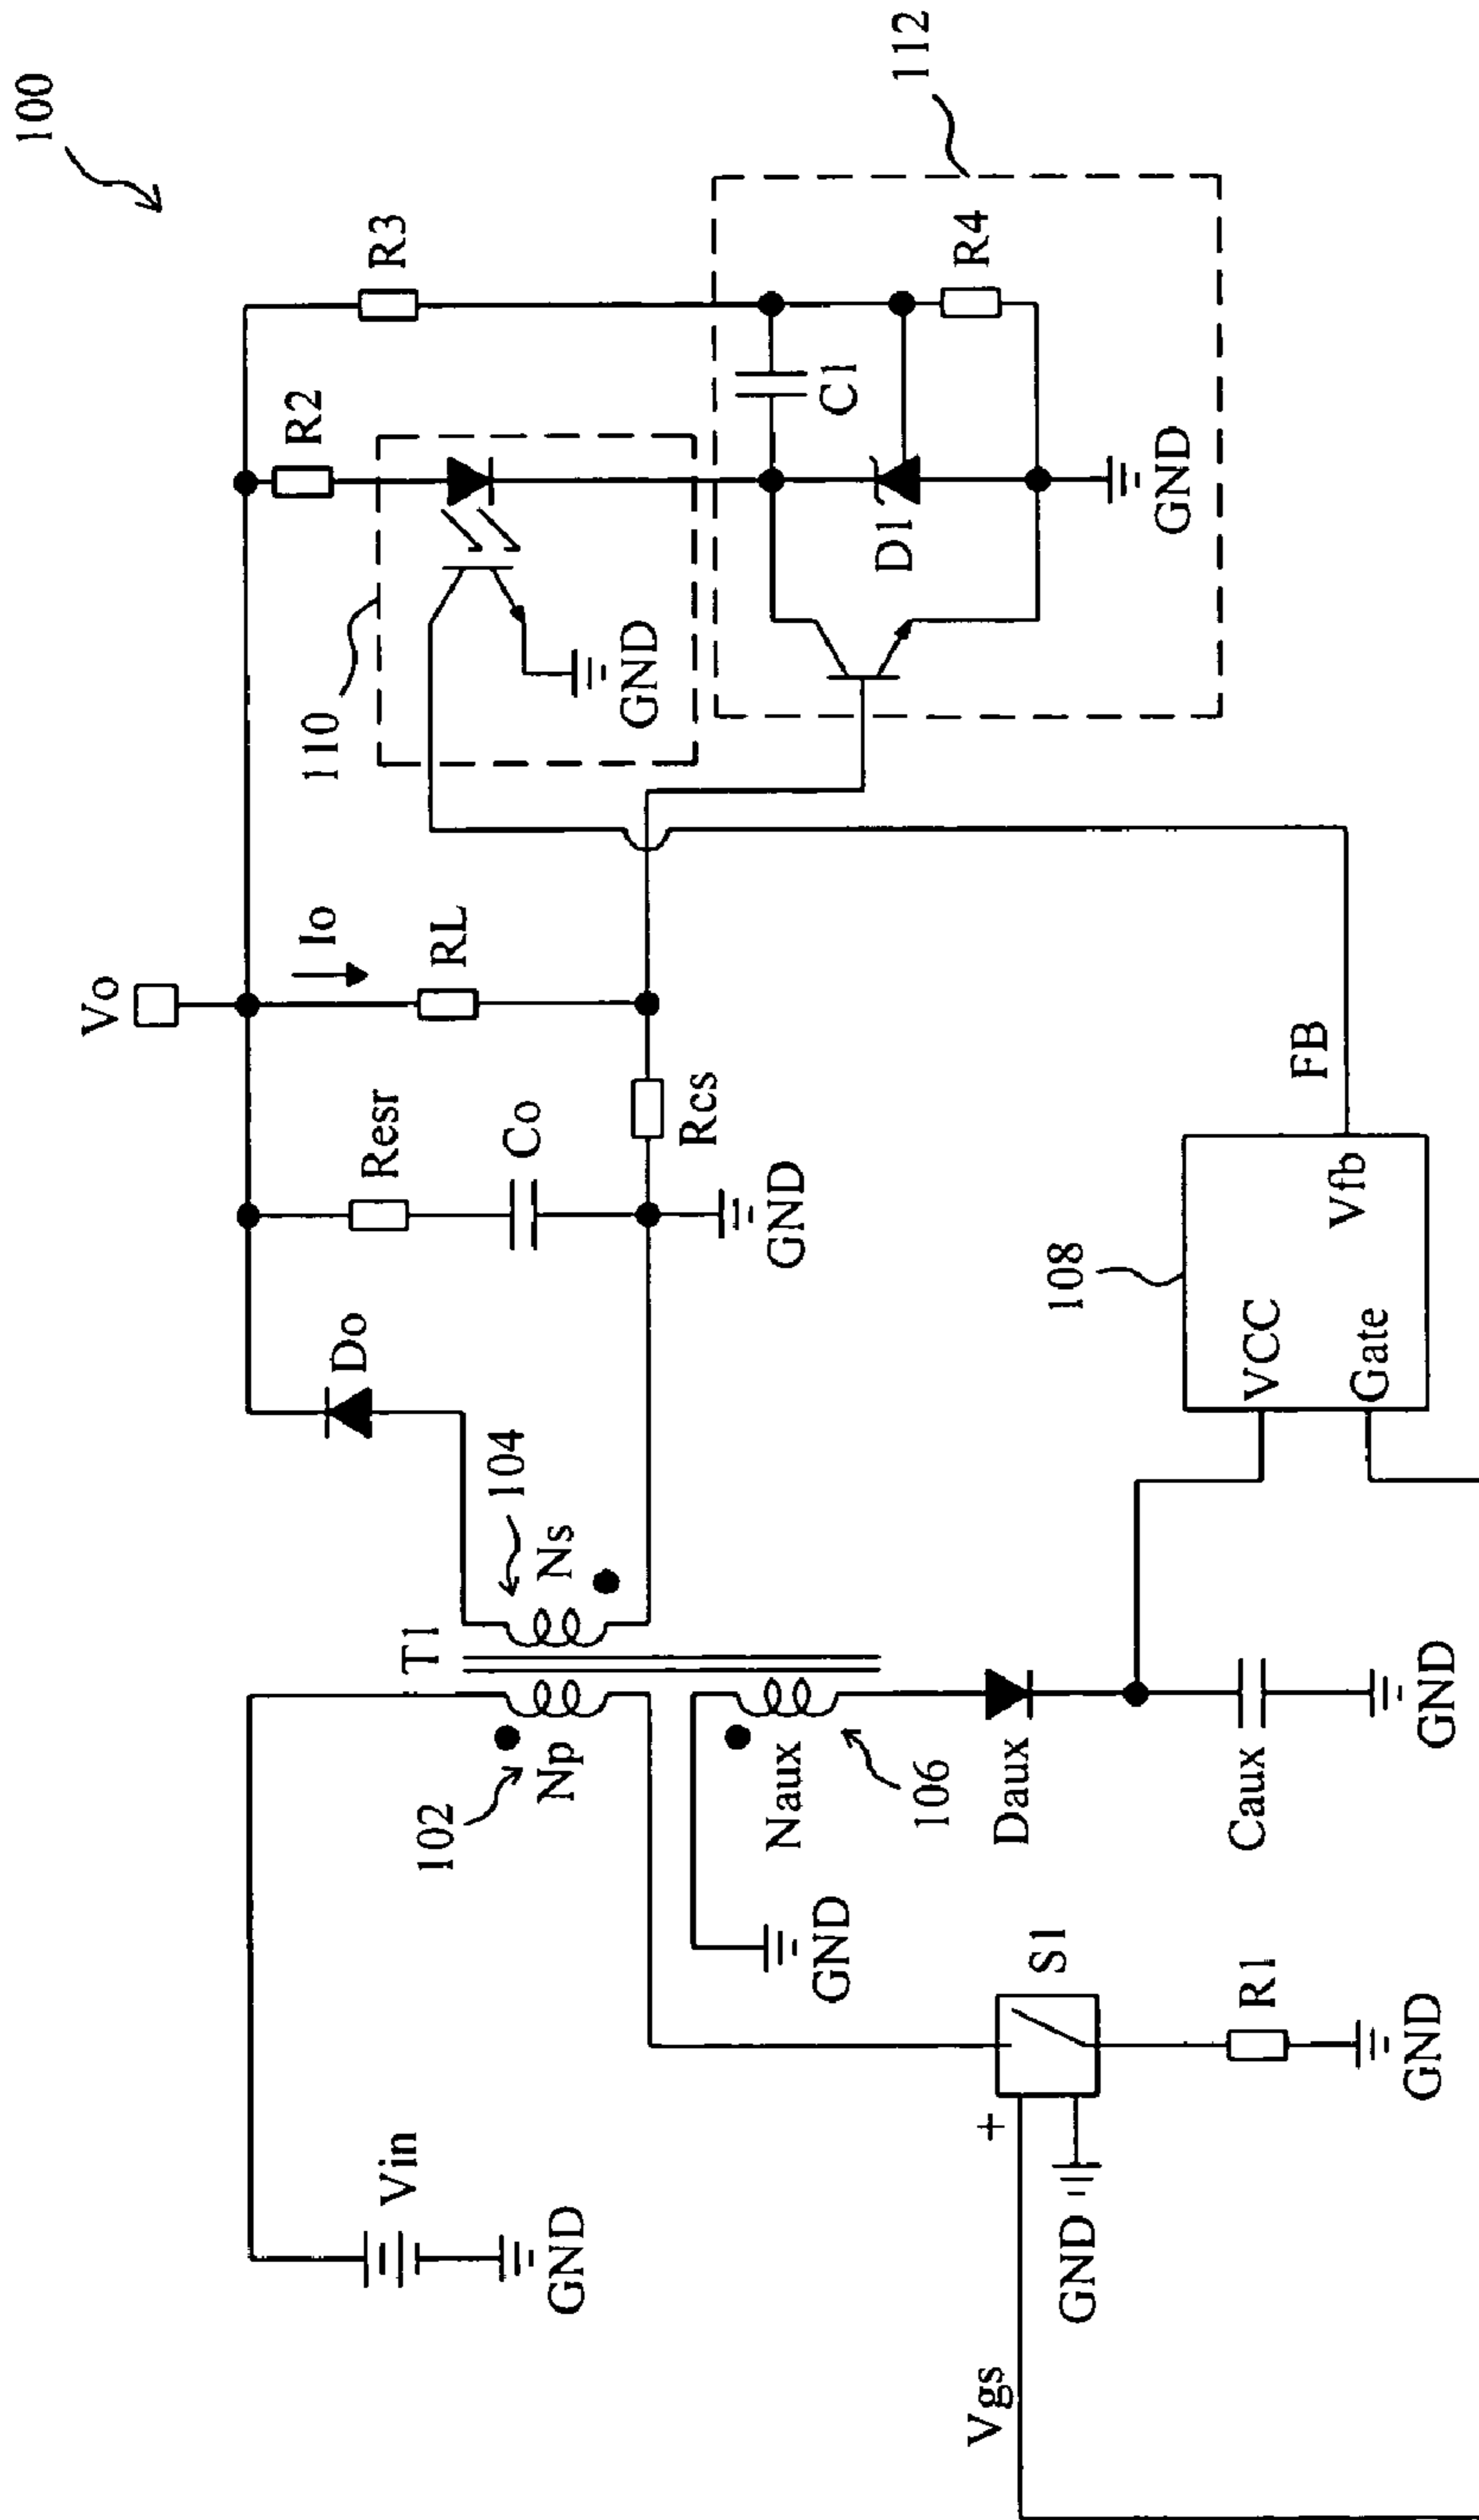 100
Vo
Io
R2
R3
110
112
Do
Resr
Co
RL
Rcs
GND
GND
C1
D1
R4
GND
T1
104
Ns
102
Np
Naux
106
GND
Vin
GND
Daux
Caux
GND
S1
+
GND
Vgs
R1
GND
108
VCC
Gate
Vfb
FB